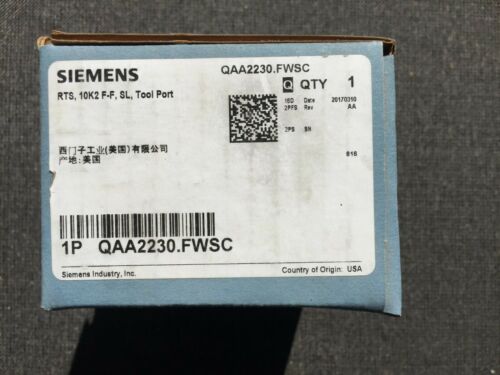 SIEMENS
RTS, 10K2 F-F, SL, Tool Port
QAA2230.FWSC
Q QTY 1
16D Date 20170310
2PFS Rev AA
2PS SN
西门子工业(美国)有限公司
产地:美国
616
1P QAA2230.FWSC
Siemens Industry, Inc.
Country of Origin: USA